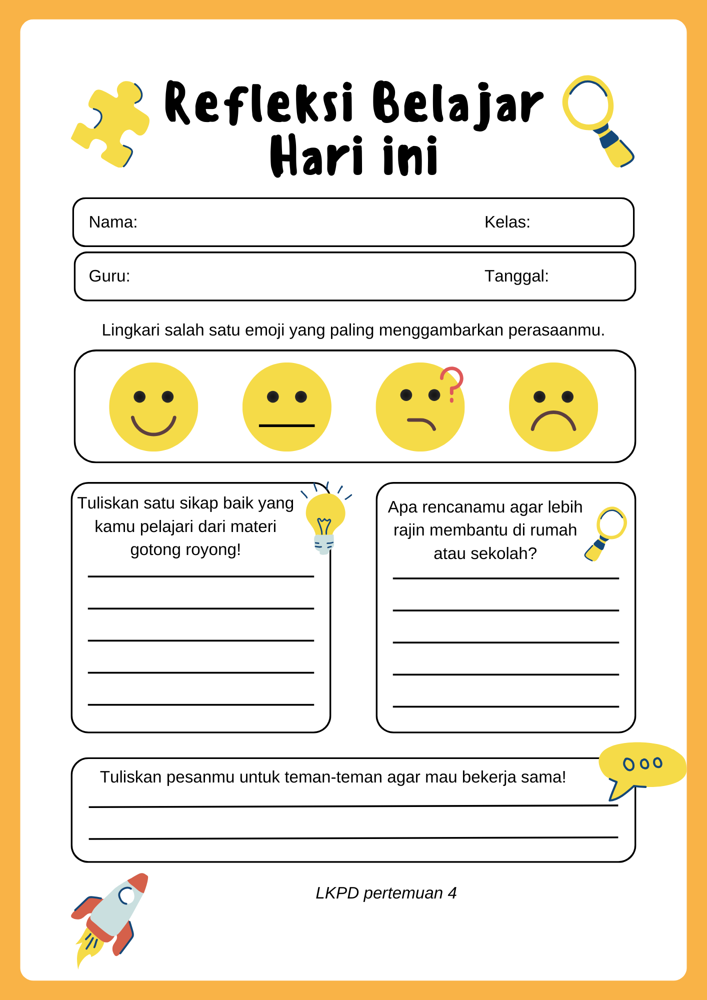 Refleksi Belajar
Hari ini
Nama: Kelas:
Guru: Tanggal:
Lingkari salah satu emoji yang paling menggambarkan perasaanmu.
?
Tuliskan satu sikap baik yang
kamu pelajari dari materi
gotong royong!
Apa rencanamu agar lebih
rajin membantu di rumah
atau sekolah?
Tuliskan pesanmu untuk teman-teman agar mau bekerja sama!
LKPD pertemuan 4